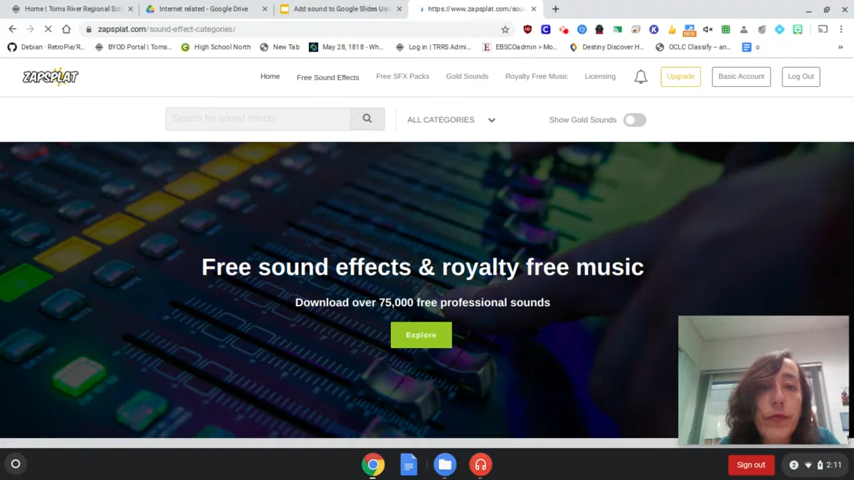 Home | Toms River Regional Sch
Internet related - Google Drive
Add sound to Google Slides Usin
https://www.zapsplat.com/sou
zapsplat.com/sound-effect-categories/
Debian - RetroPie/Re
BYOD Portal | Toms...
High School North
New Tab
May 28, 1818 - Wh...
Log in | TRRS Admi...
EBSCOadmin > Mo...
Destiny Discover H...
OCLC Classify – an...
ZAPSPLAT
Home
Free Sound Effects
Free SFX Packs
Gold Sounds
Royalty Free Music
Licensing
Upgrade
Basic Account
Log Out
Search for sound effects
ALL CATEGORIES
Show Gold Sounds
Free sound effects & royalty free music
Download over 75,000 free professional sounds
Explore
MUTE
Sign out
2
2:11